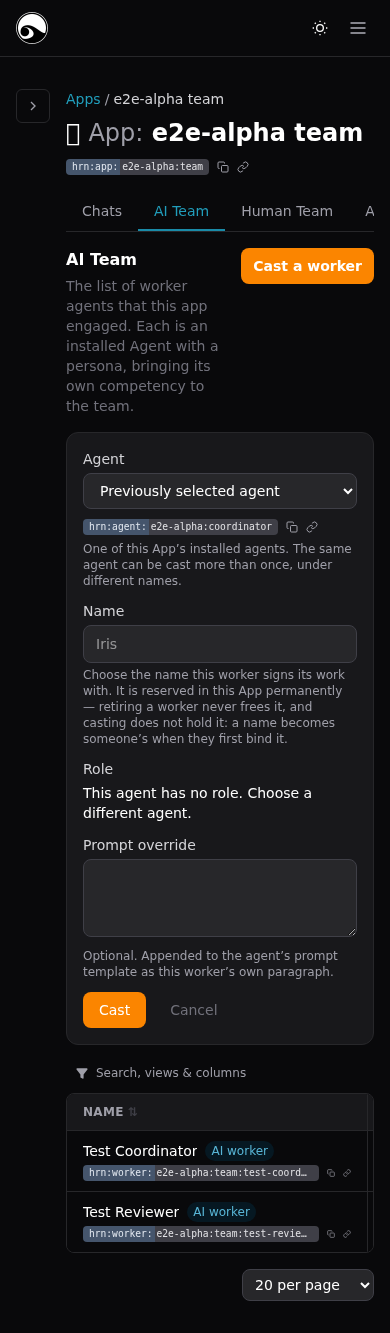 Apps / e2e-alpha team
App: e2e-alpha team
hrn:app: e2e-alpha:team
Chats AI Team Human Team A
AI Team
Cast a worker
The list of worker
agents that this app
engaged. Each is an
installed Agent with a
persona, bringing its
own competency to
the team.
Agent
Previously selected agent
hrn:agent: e2e-alpha:coordinator
One of this App’s installed agents. The same
agent can be cast more than once, under
different names.
Name
Iris
Choose the name this worker signs its work
with. It is reserved in this App permanently
— retiring a worker never frees it, and
casting does not hold it: a name becomes
someone’s when they first bind it.
Role
This agent has no role. Choose a
different agent.
Prompt override
Optional. Appended to the agent’s prompt
template as this worker’s own paragraph.
Cast Cancel
Search, views & columns
NAME
Test Coordinator AI worker
hrn:worker: e2e-alpha:team:test-coord…
Test Reviewer AI worker
hrn:worker: e2e-alpha:team:test-revie…
20 per page